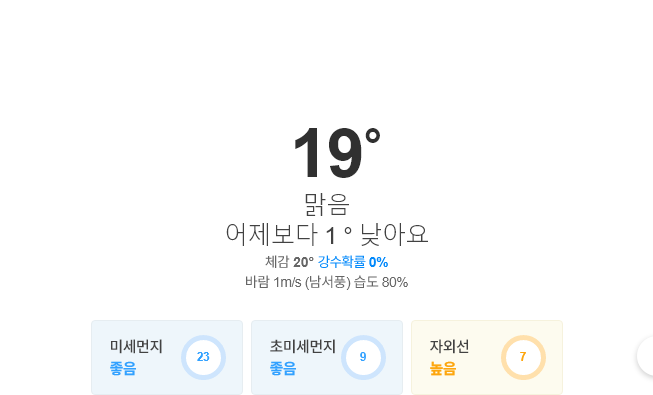 19°
맑음
어제보다 1 ° 낮아요
체감 20° 강수확률 0%
바람 1m/s (남서풍) 습도 80%
미세먼지
좋음
23
초미세먼지
좋음
9
자외선
높음
7